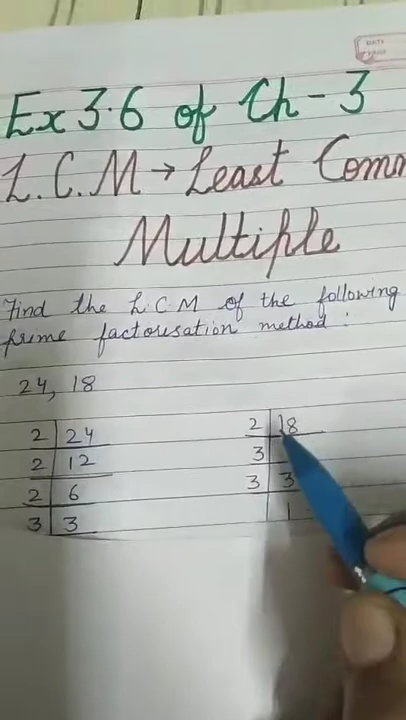 Ex 3.6 of Ch-3
L.C.M → Least
Multiple
Find the L.C.M of the following
prime factorisation method :
24, 18
2 | 24
2 | 12
2 | 6
3 | 3
2 | 18
3 |
3 | 3
1